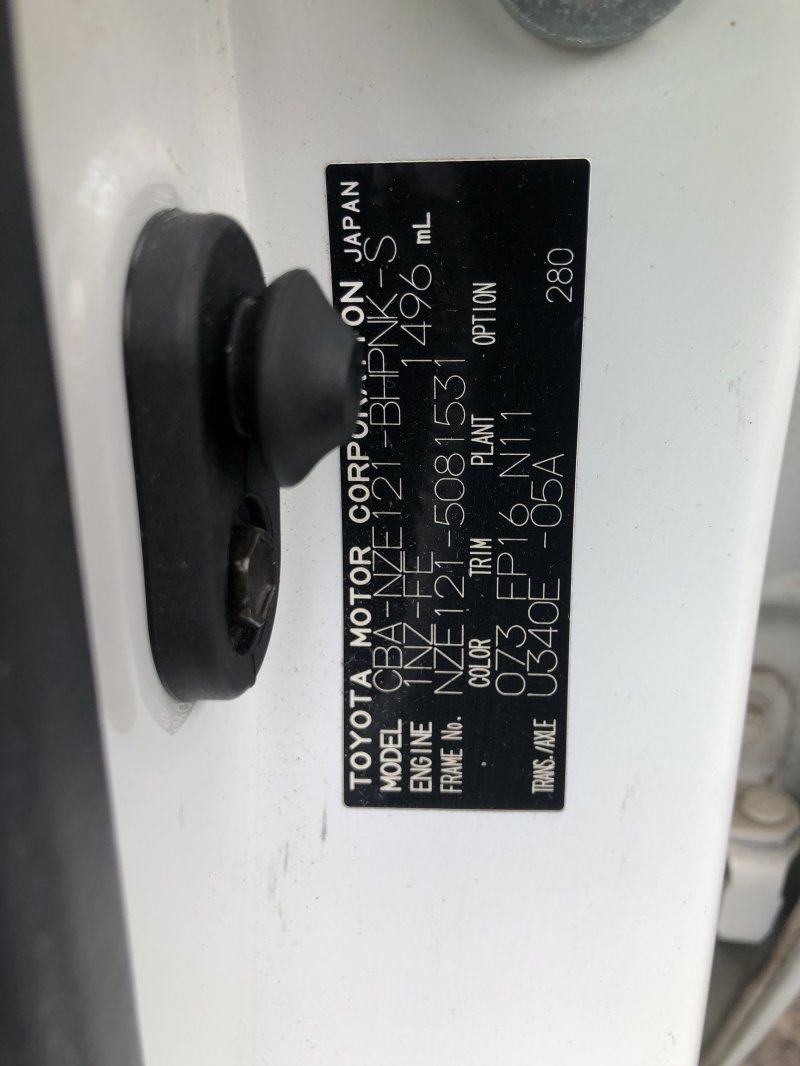 TOYOTA MOTOR CORPORATION JAPAN
MODEL CBA-NZE121-BHPNK-S
ENGINE 1NZ-FE 1496 mL
FRAME No. NZE121-5081531
COLOR TRIM PLANT OPTION
073 FP16 N11
TRANS./AXLE U340E -05A 280